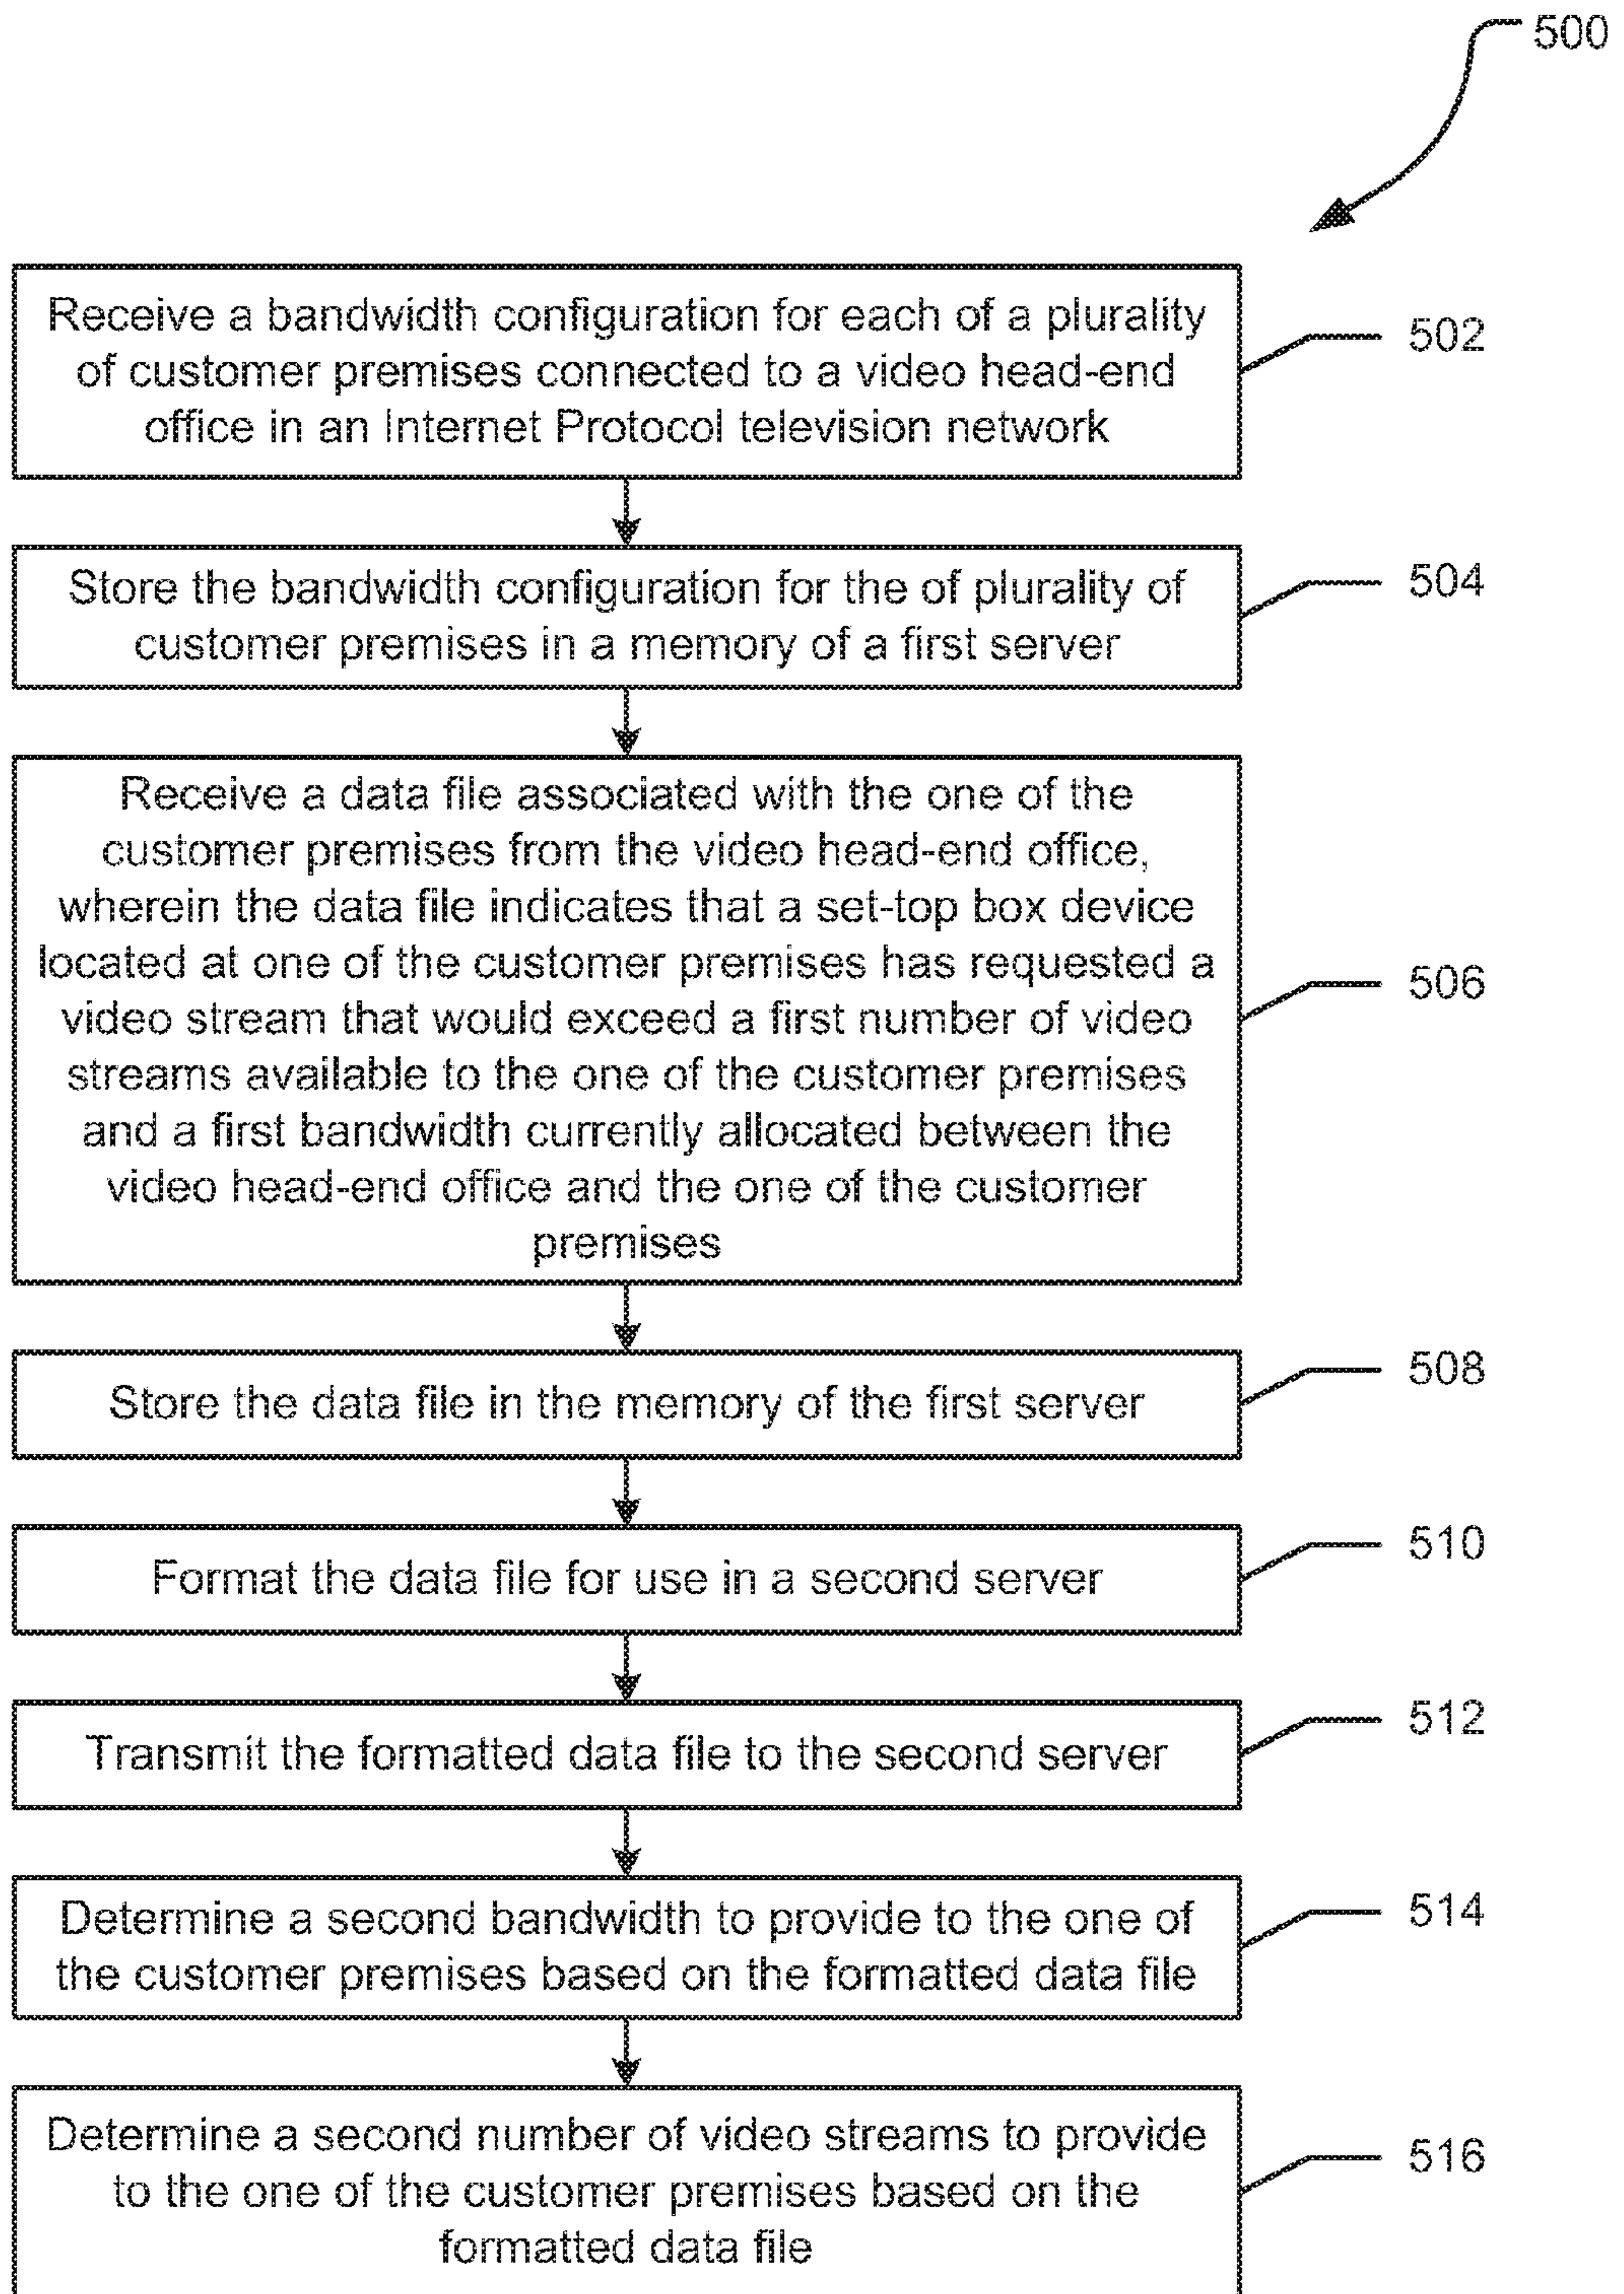 500
Receive a bandwidth configuration for each of a plurality
of customer premises connected to a video head-end
office in an Internet Protocol television network
502
Store the bandwidth configuration for the of plurality of
customer premises in a memory of a first server
504
Receive a data file associated with the one of the
customer premises from the video head-end office,
wherein the data file indicates that a set-top box device
located at one of the customer premises has requested a
video stream that would exceed a first number of video
streams available to the one of the customer premises
and a first bandwidth currently allocated between the
video head-end office and the one of the customer
premises
506
Store the data file in the memory of the first server
508
Format the data file for use in a second server
510
Transmit the formatted data file to the second server
512
Determine a second bandwidth to provide to the one of
the customer premises based on the formatted data file
514
Determine a second number of video streams to provide
to the one of the customer premises based on the
formatted data file
516